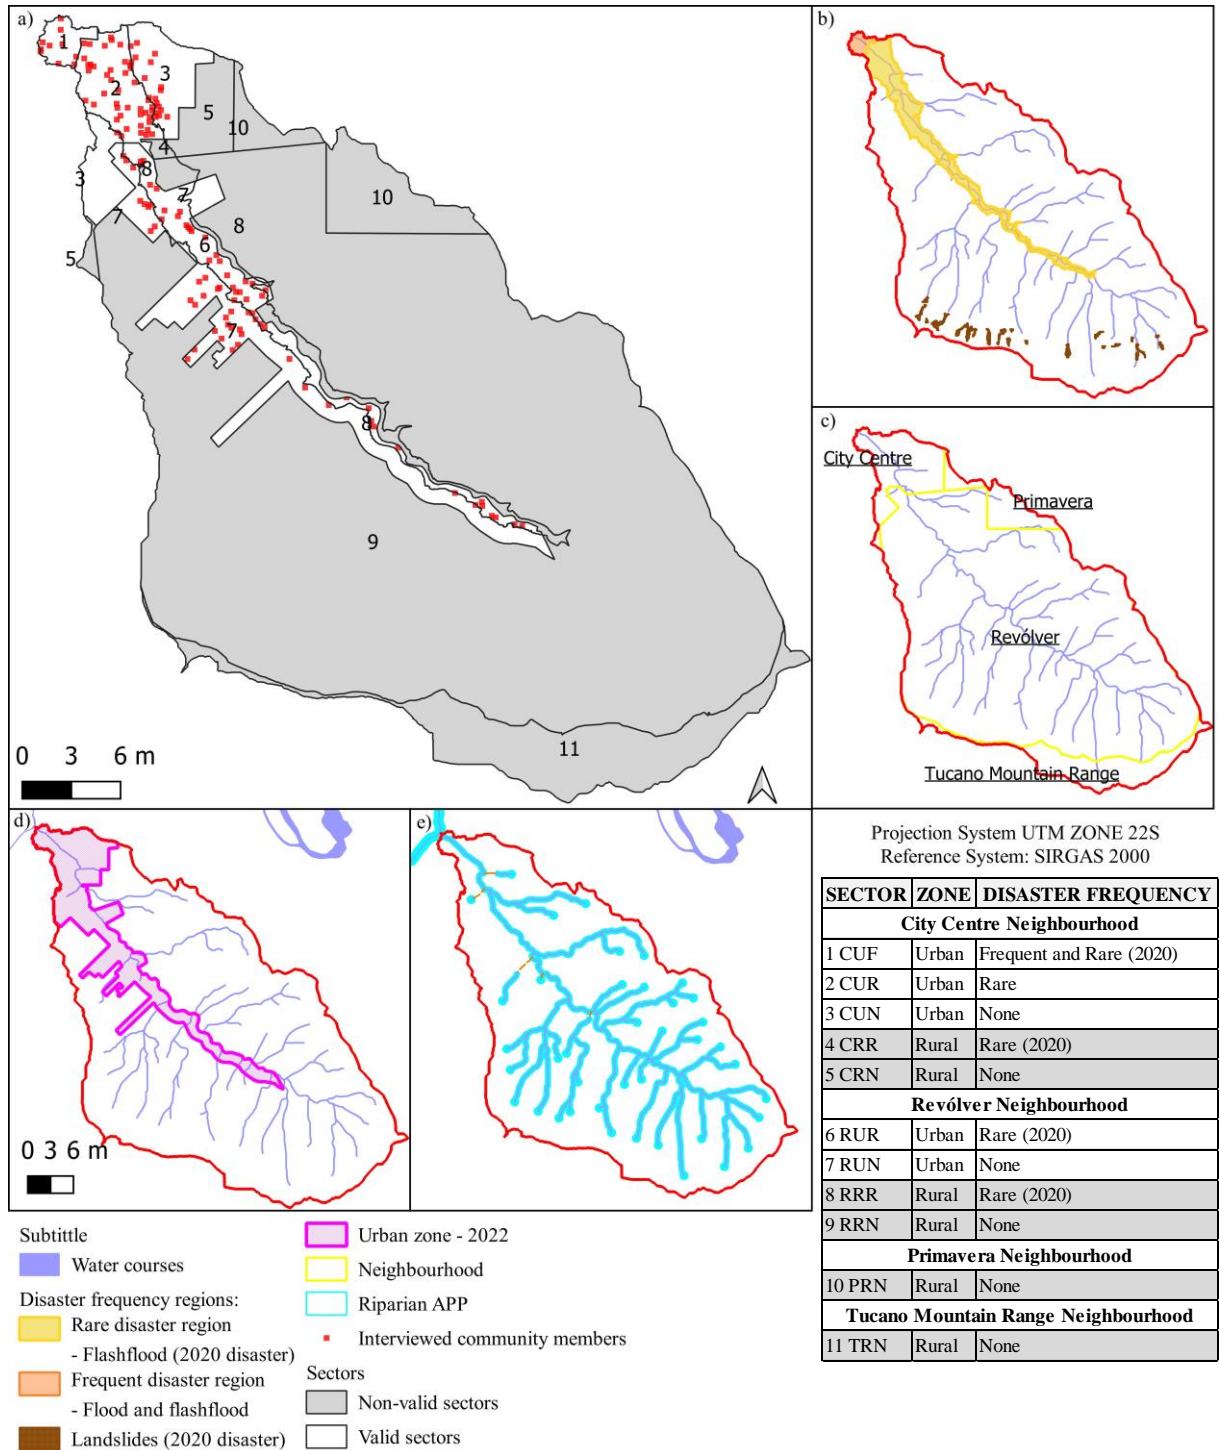 a)
1
2
3
5
10
4
8
3
7
7
10
8
6
5
7
8
9
11
0 3 6 m
b)
c)
City Centre
Primavera
Revólver
Tucano Mountain Range
d)
0 3 6 m
e)
Projection System UTM ZONE 22S
Reference System: SIRGAS 2000
SECTOR ZONE DISASTER FREQUENCY
City Centre Neighbourhood
1 CUF Urban Frequent and Rare (2020)
2 CUR Urban Rare
3 CUN Urban None
4 CRR Rural Rare (2020)
5 CRN Rural None
Revólver Neighbourhood
6 RUR Urban Rare (2020)
7 RUN Urban None
8 RRR Rural Rare (2020)
9 RRN Rural None
Primavera Neighbourhood
10 PRN Rural None
Tucano Mountain Range Neighbourhood
11 TRN Rural None
Subtittle
Water courses
Disaster frequency regions:
Rare disaster region
- Flashflood (2020 disaster)
Frequent disaster region
- Flood and flashflood
Landslides (2020 disaster)
Urban zone - 2022
Neighbourhood
Riparian APP
Interviewed community members
Sectors
Non-valid sectors
Valid sectors